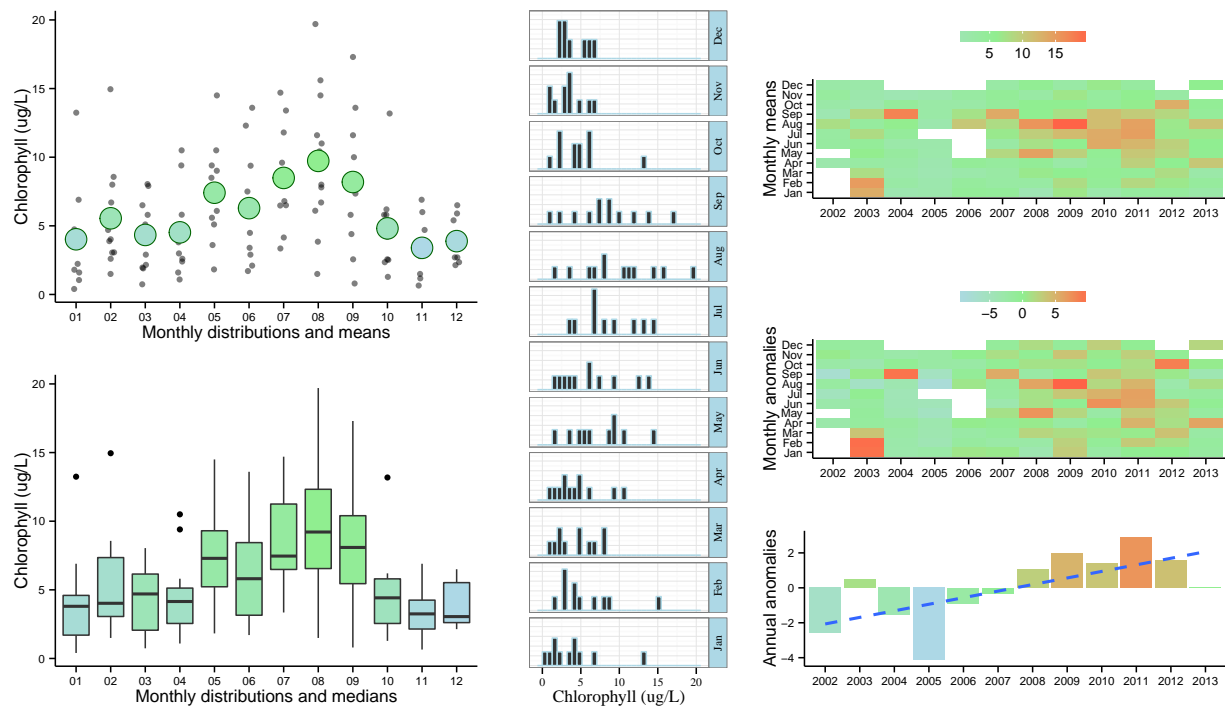 Chlorophyll (ug/L)
20
15
10
5
0
01 02 03 04 05 06 07 08 09 10 11 12
Monthly distributions and means
Chlorophyll (ug/L)
20
15
10
5
0
01 02 03 04 05 06 07 08 09 10 11 12
Monthly distributions and medians
Dec
Nov
Oct
Sep
Aug
Jul
Jun
May
Apr
Mar
Feb
Jan
0 5 10 15 20
Chlorophyll (ug/L)
5 15
Monthly means
Dec
Nov
Oct
Sep
Aug
Jul
Jun
May
Apr
Mar
Feb
Jan
2002 2003 2004 2005 2006 2007 2008 2009 2010 2011 2012 2013
−5 0 5
Monthly anomalies
Dec
Nov
Oct
Sep
Aug
Jul
Jun
May
Apr
Mar
Feb
Jan
2002 2003 2004 2005 2006 2007 2008 2009 2010 2011 2012 2013
Annual anomalies
2
0
−2
−4
2002 2003 2004 2005 2006 2007 2008 2009 2010 2011 2012 2013